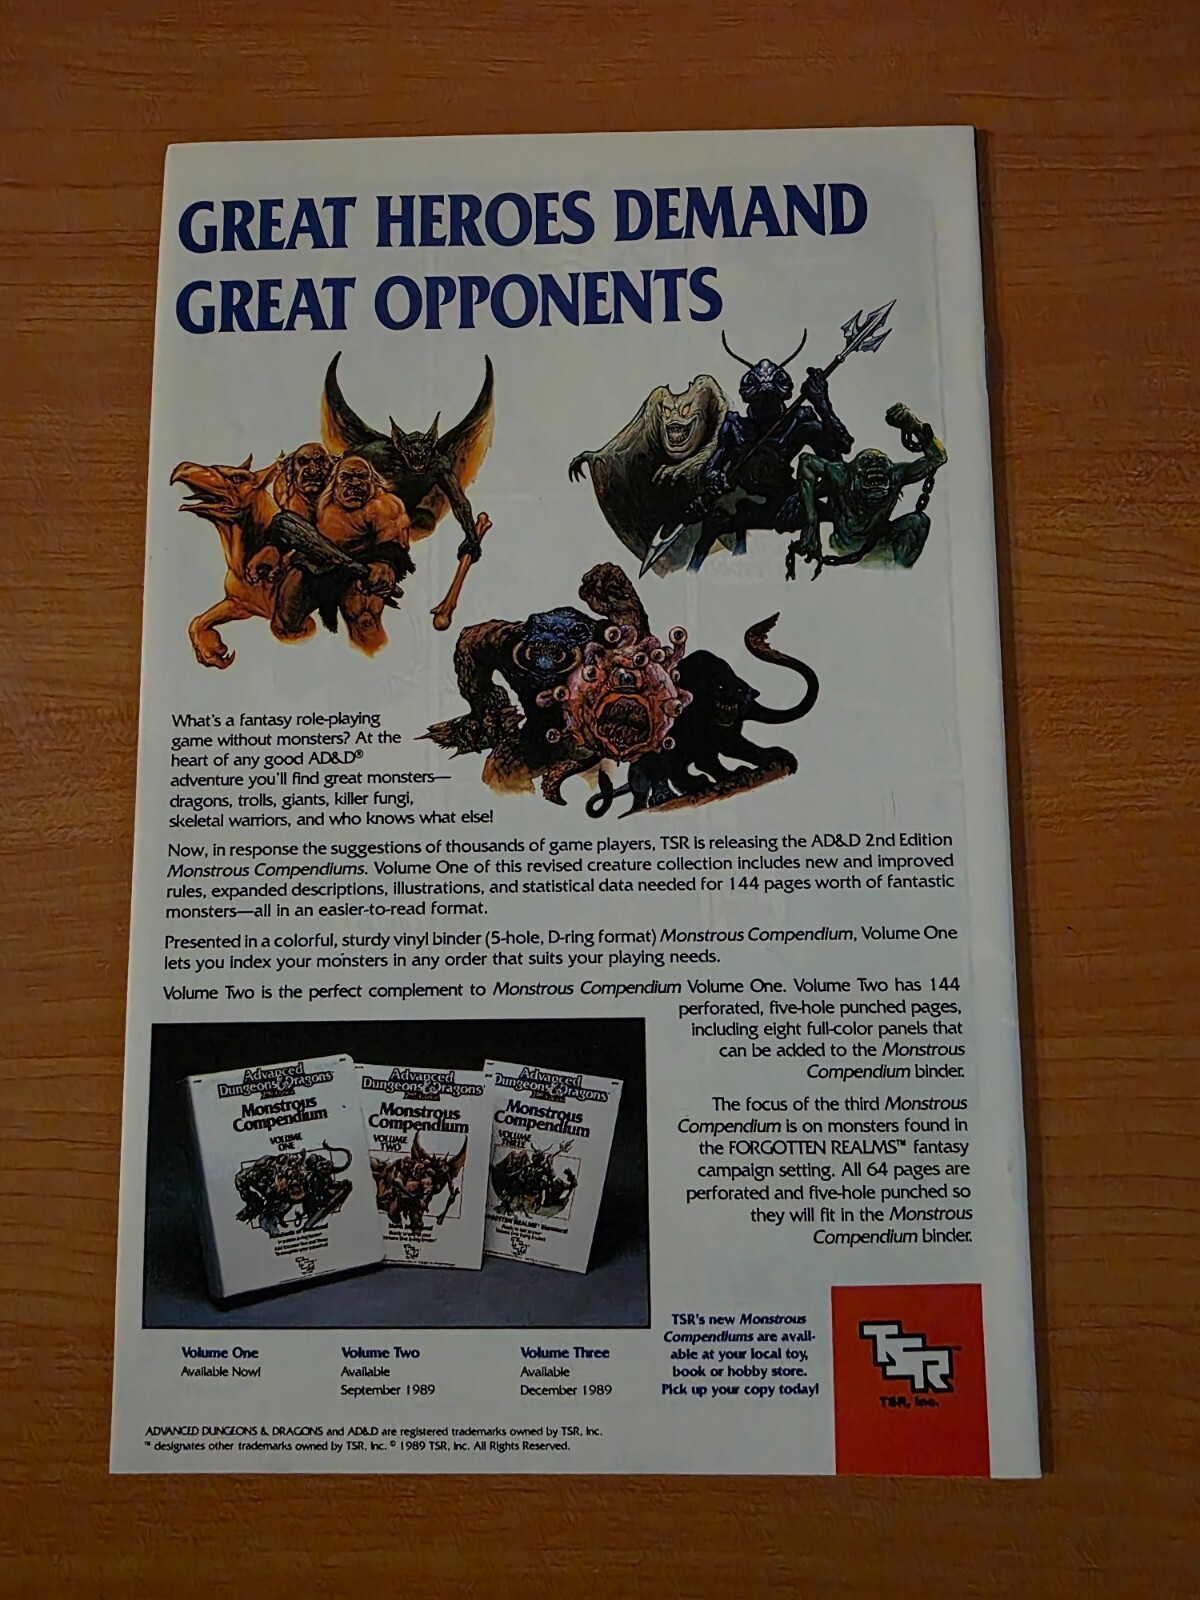 GREAT HEROES DEMAND
GREAT OPPONENTS
What's a fantasy role-playing
game without monsters? At the
heart of any good AD&D®
adventure you'll find great monsters—
dragons, trolls, giants, killer fungi,
skeletal warriors, and who knows what else!
Now, in response the suggestions of thousands of game players, TSR is releasing the AD&D 2nd Edition
Monstrous Compendiums. Volume One of this revised creature collection includes new and improved
rules, expanded descriptions, illustrations, and statistical data needed for 144 pages worth of fantastic
monsters—all in an easier-to-read format.
Presented in a colorful, sturdy vinyl binder (5-hole, D-ring format) Monstrous Compendium, Volume One
lets you index your monsters in any order that suits your playing needs.
Volume Two is the perfect complement to Monstrous Compendium Volume One. Volume Two has 144
perforated, five-hole punched pages,
including eight full-color panels that
can be added to the Monstrous
Compendium binder.
The focus of the third Monstrous
Compendium is on monsters found in
the FORGOTTEN REALMS™ fantasy
campaign setting. All 64 pages are
perforated and five-hole punched so
they will fit in the Monstrous
Compendium binder.
Advanced
Dungeons & Dragons
Monstrous
Compendium
VOLUME
ONE
Advanced
Dungeons & Dragons
Monstrous
Compendium
VOLUME
TWO
Advanced
Dungeons & Dragons
Monstrous
Compendium
VOLUME
THREE
Volume One
Available Now!
Volume Two
Available
September 1989
Volume Three
Available
December 1989
TSR's new Monstrous
Compendiums are avail-
able at your local toy,
book or hobby store.
Pick up your copy today!
TSR™
TSR, Inc.
ADVANCED DUNGEONS & DRAGONS and AD&D are registered trademarks owned by TSR, Inc.
™ designates other trademarks owned by TSR, Inc. © 1989 TSR, Inc. All Rights Reserved.